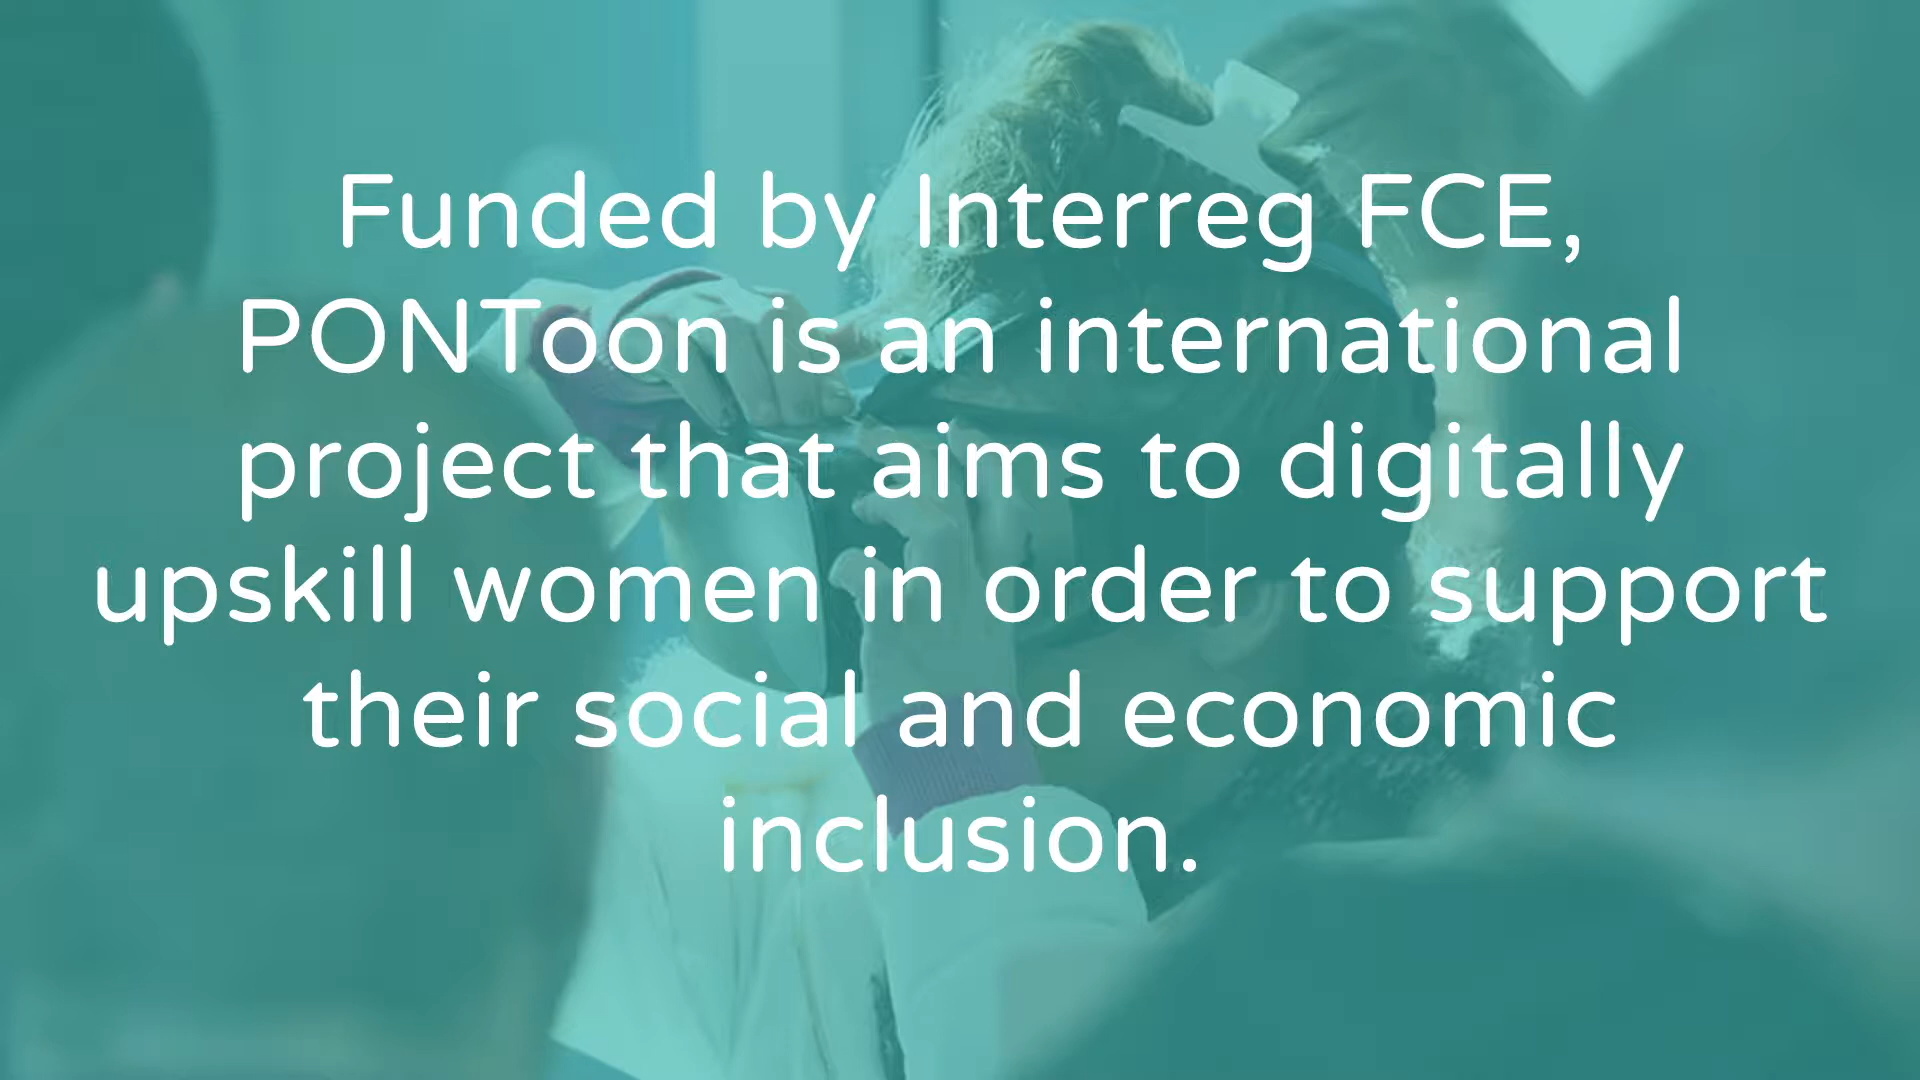 Funded by Interreg FCE,
PONToon is an international
project that aims to digitally
upskill women in order to support
their social and economic
inclusion.